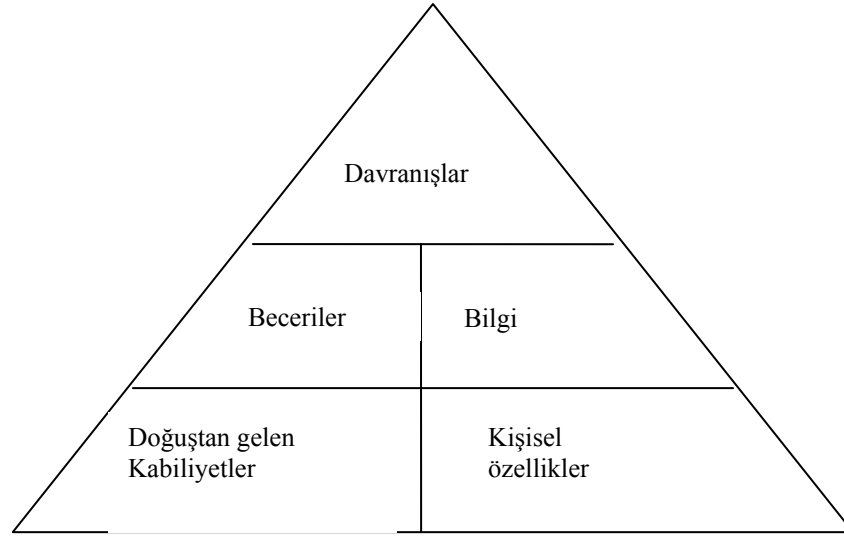 Davranışlar
Beceriler
Bilgi
Doğuştan gelen
Kabiliyetler
Kişisel
özellikler